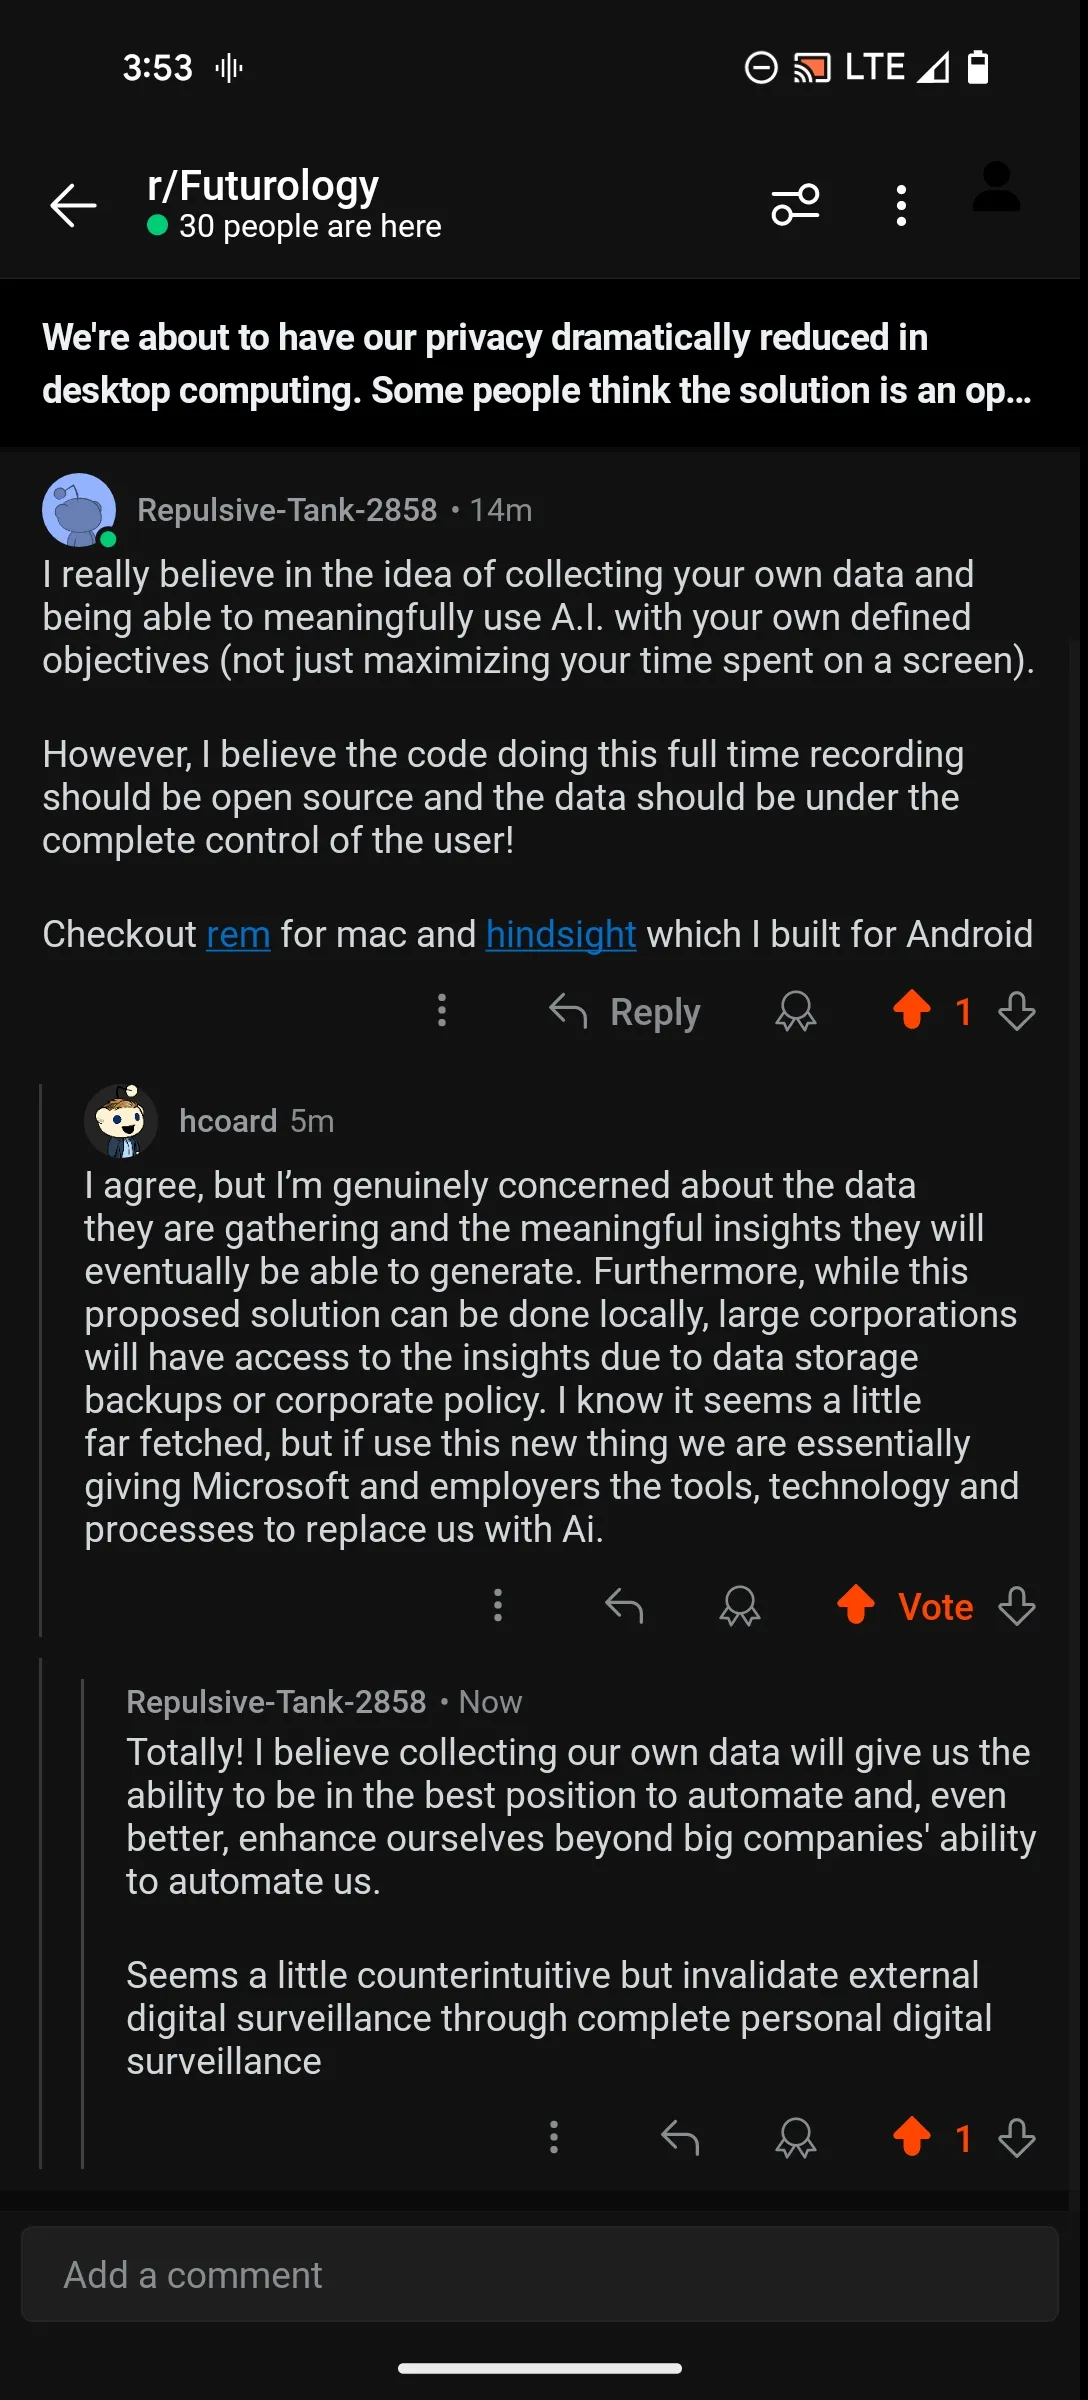 3:53
LTE
r/Futurology
30 people are here
We're about to have our privacy dramatically reduced in
desktop computing. Some people think the solution is an op...
Repulsive-Tank-2858 • 14m
I really believe in the idea of collecting your own data and
being able to meaningfully use A.I. with your own defined
objectives (not just maximizing your time spent on a screen).
However, I believe the code doing this full time recording
should be open source and the data should be under the
complete control of the user!
Checkout rem for mac and hindsight which I built for Android
Reply 1
hcoard 5m
I agree, but I’m genuinely concerned about the data
they are gathering and the meaningful insights they will
eventually be able to generate. Furthermore, while this
proposed solution can be done locally, large corporations
will have access to the insights due to data storage
backups or corporate policy. I know it seems a little
far fetched, but if use this new thing we are essentially
giving Microsoft and employers the tools, technology and
processes to replace us with Ai.
Vote
Repulsive-Tank-2858 • Now
Totally! I believe collecting our own data will give us the
ability to be in the best position to automate and, even
better, enhance ourselves beyond big companies' ability
to automate us.
Seems a little counterintuitive but invalidate external
digital surveillance through complete personal digital
surveillance
1
Add a comment